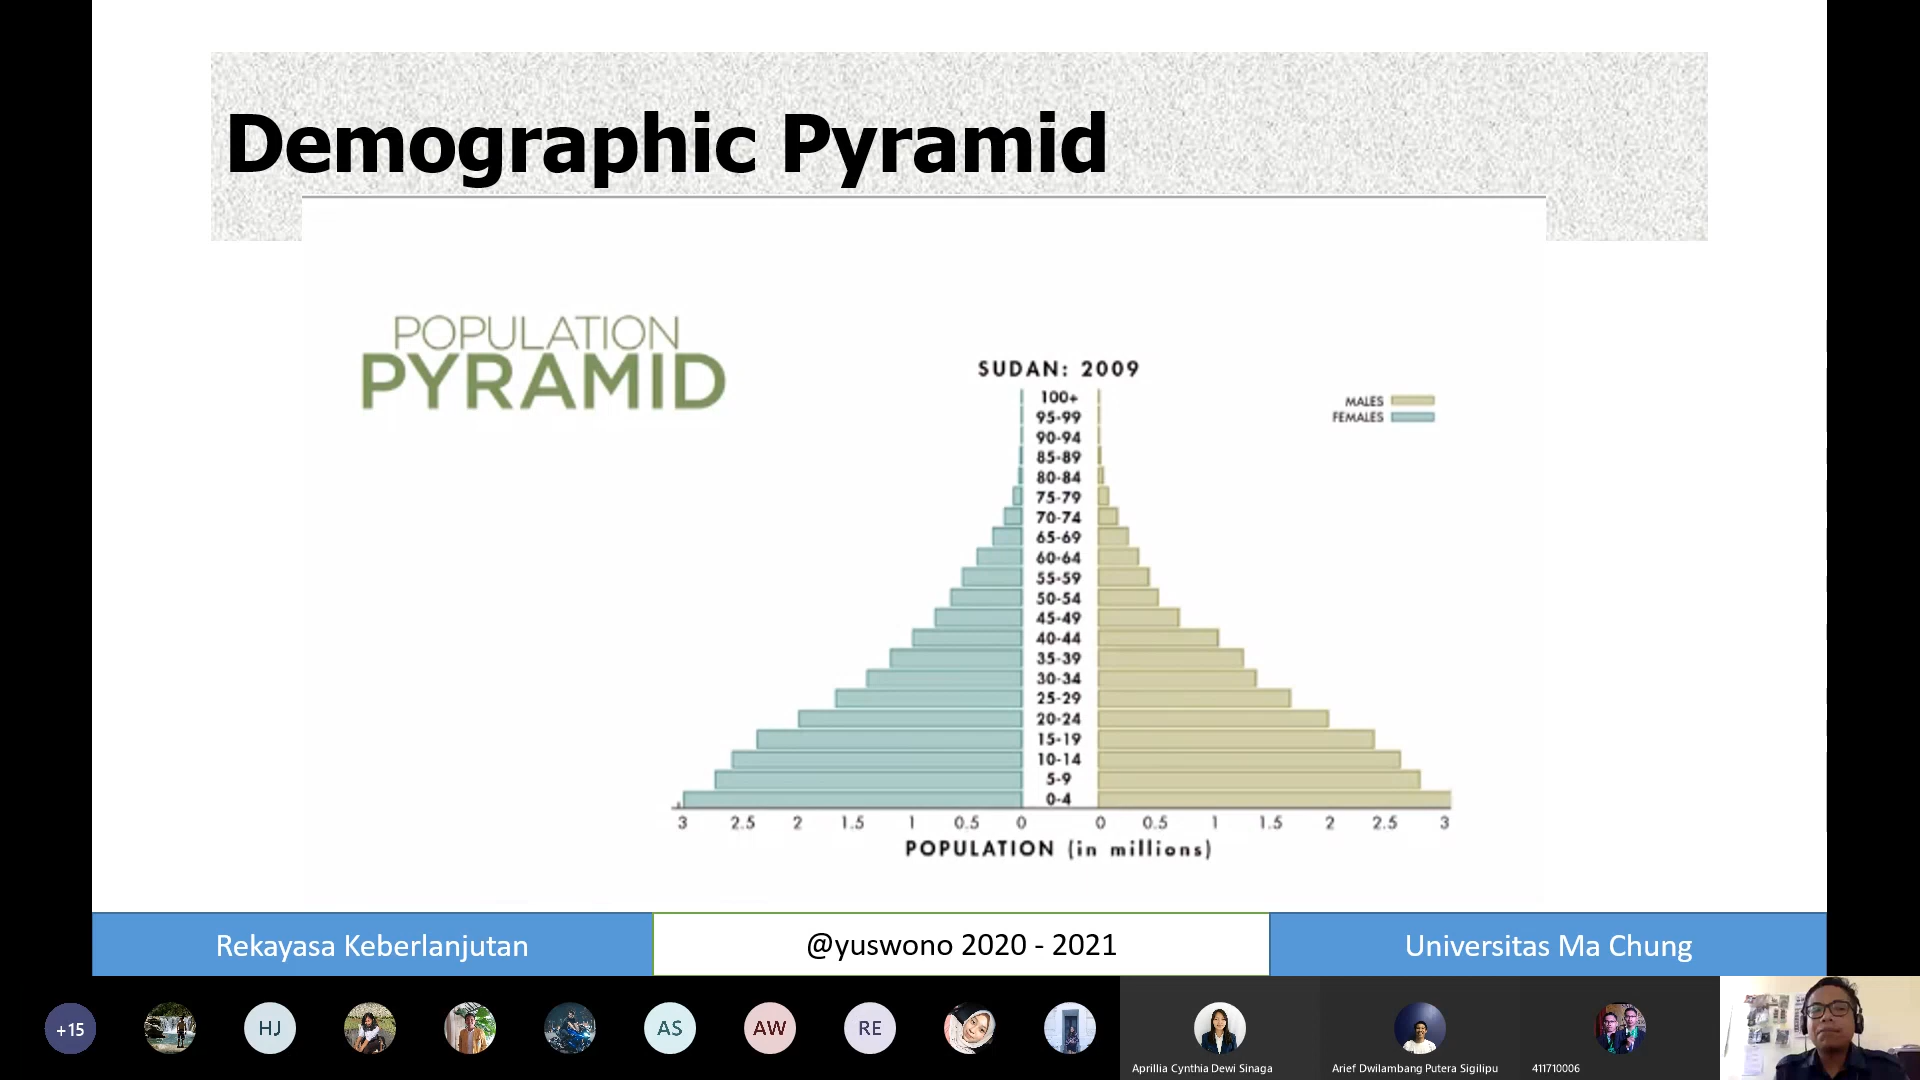 Demographic Pyramid
POPULATION
PYRAMID
SUDAN: 2009
MALES
FEMALES
100+
95-99
90-94
85-89
80-84
75-79
70-74
65-69
60-64
55-59
50-54
45-49
40-44
35-39
30-34
25-29
20-24
15-19
10-14
5-9
0-4
3 2.5 2 1.5 1 0.5 0 0 0.5 1 1.5 2 2.5 3
POPULATION (in millions)
Rekayasa Keberlanjutan
@yuswono 2020 - 2021
Universitas Ma Chung
+15
HJ
AS
AW
RE
Aprillia Cynthia Dewi Sinaga
Arief Dwilambang Putera Sigilipu
411710006